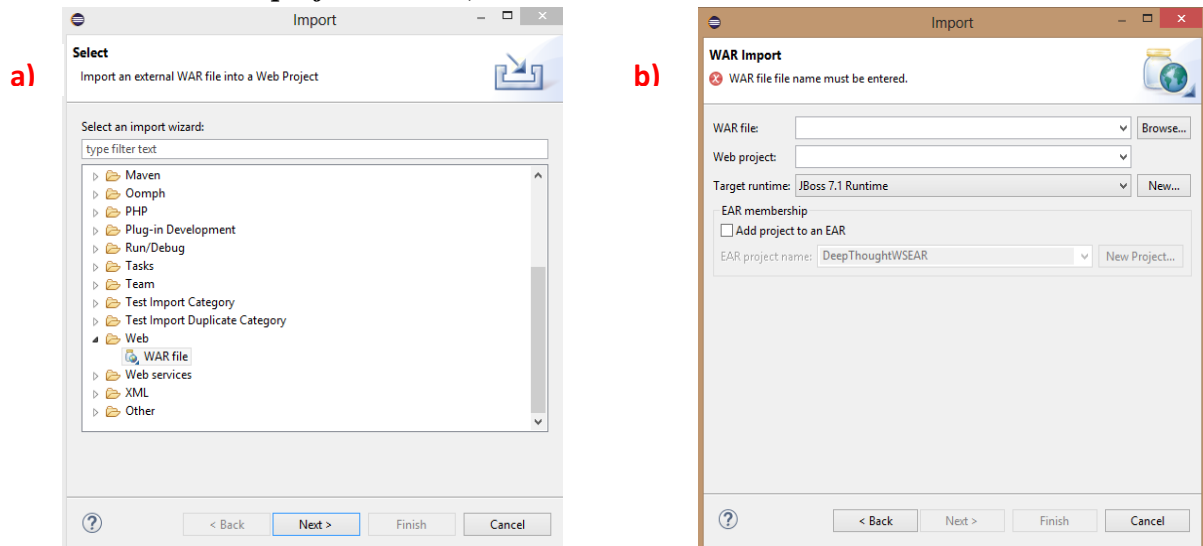 Import
Select
Import an external WAR file into a Web Project
a)
Select an import wizard:
type filter text
Maven
Oomph
PHP
Plug-in Development
Run/Debug
Tasks
Team
Test Import Category
Test Import Duplicate Category
Web
WAR file
Web services
XML
Other
?
< Back Next > Finish Cancel
Import
WAR Import
WAR file file name must be entered.
b)
WAR file: Browse...
Web project:
Target runtime: JBoss 7.1 Runtime New...
EAR membership
Add project to an EAR
EAR project name: DeepThoughtWSEAR New Project...
?
< Back Next > Finish Cancel